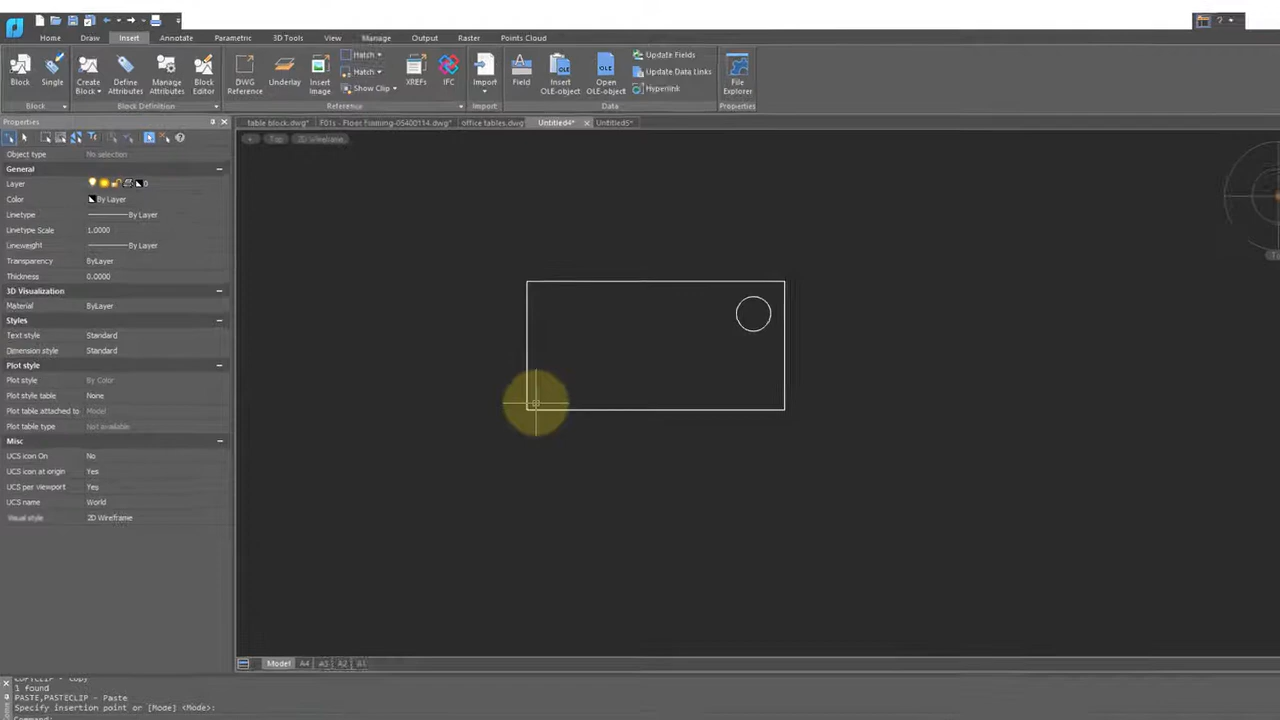 ?
Home Draw Insert Annotate Parametric 3D Tools View Manage Output Raster Points Cloud
Block Single Create Block Define Attributes Manage Attributes Block Editor DWG Reference Underlay Insert Image Hatch Hatch Show Clip XREFs IFC Import Field OLE Insert OLE-object OLE Open OLE-object Update Fields Update Data Links Hyperlink File Explorer
Block Block Definition Reference Import Data Properties
Properties
table block.dwg* office tables.dwg Untitled4* Untitled5*
Top 2D Wireframe
Object type No selection
General
Layer 0
Color By Layer
Linetype By Layer
Linetype Scale 1.0000
Lineweight By Layer
Transparency ByLayer
Thickness 0.0000
3D Visualization
Material ByLayer
Styles
Text style Standard
Dimension style Standard
Plot style
Plot style By Color
Plot style table None
Plot table attached to Model
Plot table type Not available
Misc
UCS icon On No
UCS icon at origin Yes
UCS per viewport Yes
UCS name World
Visual style 2D Wireframe
Model A4 A3 A2 A1
COPYCLIP - Copy
1 found
PASTE,PASTECLIP - Paste
Specify insertion point or [Mode] <Mode>:
Command: